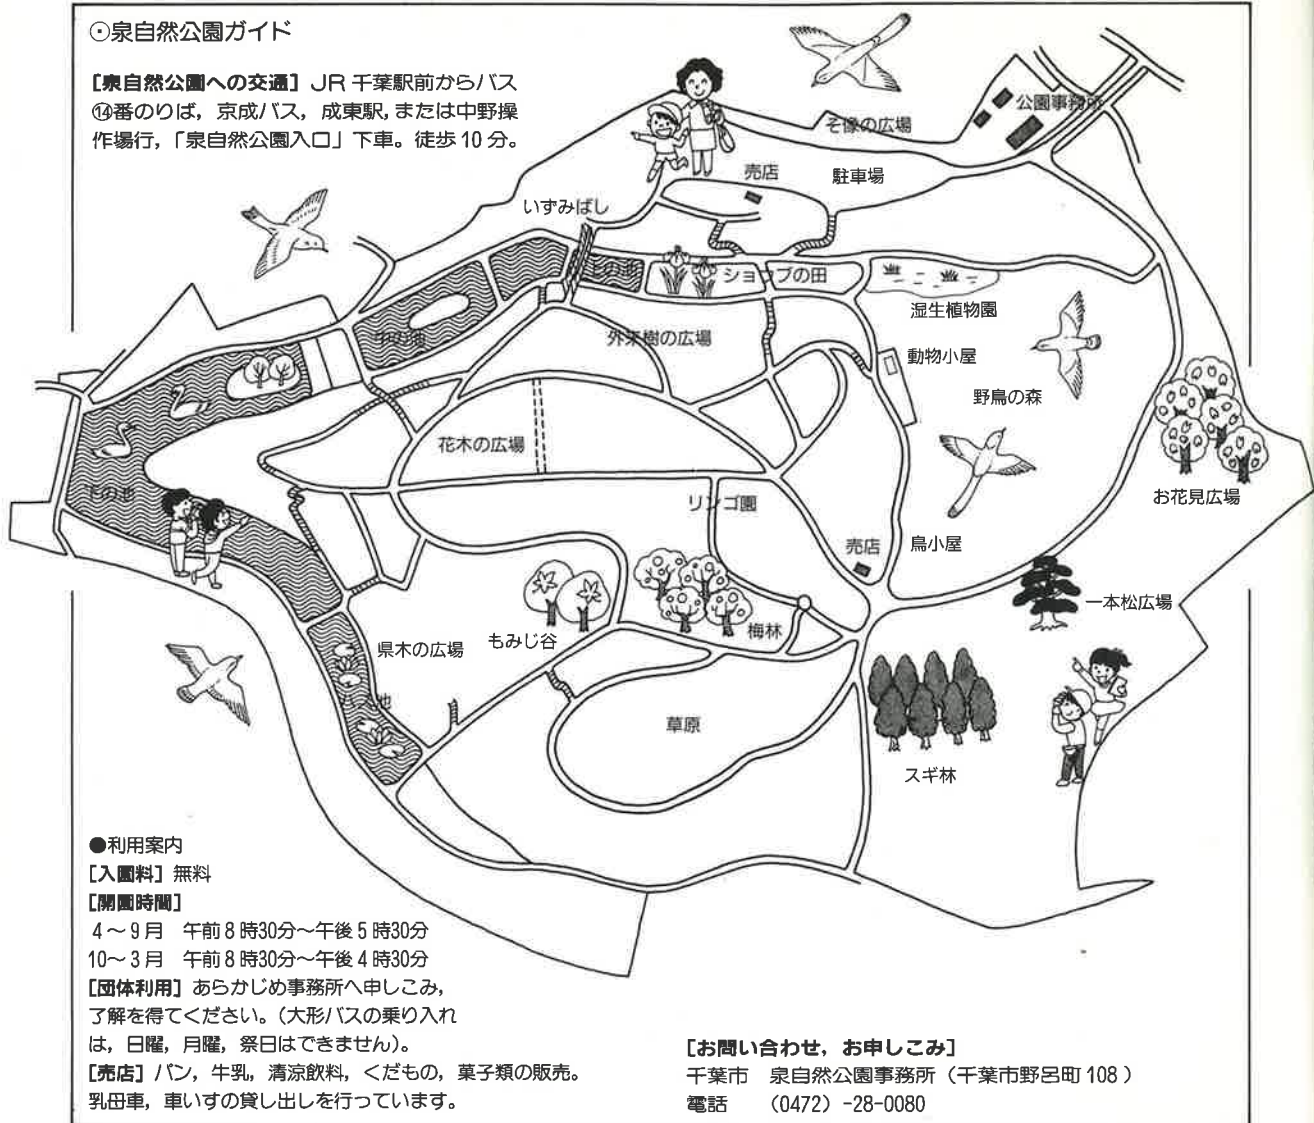 ⊙泉自然公園ガイド
[泉自然公園への交通] JR千葉駅前からバス
⑭番のりば，京成バス，成東駅，または中野操
作場行，「泉自然公園入口」下車。徒歩10分。
公園事務所
そ像の広場
売店
駐車場
いずみばし
上の池
ショウブの田
湿生植物園
中の池
外来樹の広場
動物小屋
野鳥の森
花木の広場
下の池
リンゴ園
お花見広場
売店
鳥小屋
一本松広場
県木の広場
もみじ谷
梅林
草原
スギ林
●利用案内
[入園料] 無料
[開園時間]
4～9月 午前8時30分～午後5時30分
10～3月 午前8時30分～午後4時30分
[団体利用] あらかじめ事務所へ申しこみ，
了解を得てください。（大形バスの乗り入れ
は，日曜，月曜，祭日はできません）。
[売店] パン，牛乳，清涼飲料，くだもの，菓子類の販売。
乳母車，車いすの貸し出しを行っています。
[お問い合わせ，お申しこみ]
千葉市 泉自然公園事務所（千葉市野呂町108）
電話 （0472）-28-0080